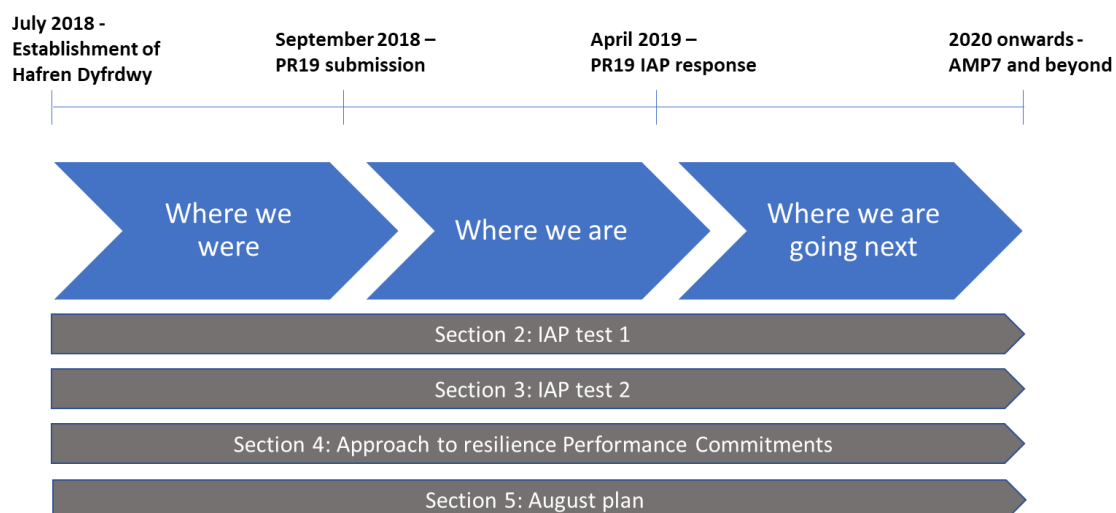 July 2018 -
Establishment of
Hafren Dyfrdwy
September 2018 –
PR19 submission
April 2019 –
PR19 IAP response
2020 onwards -
AMP7 and beyond
Where we
were
Where we are
Where we are
going next
Section 2: IAP test 1
Section 3: IAP test 2
Section 4: Approach to resilience Performance Commitments
Section 5: August plan